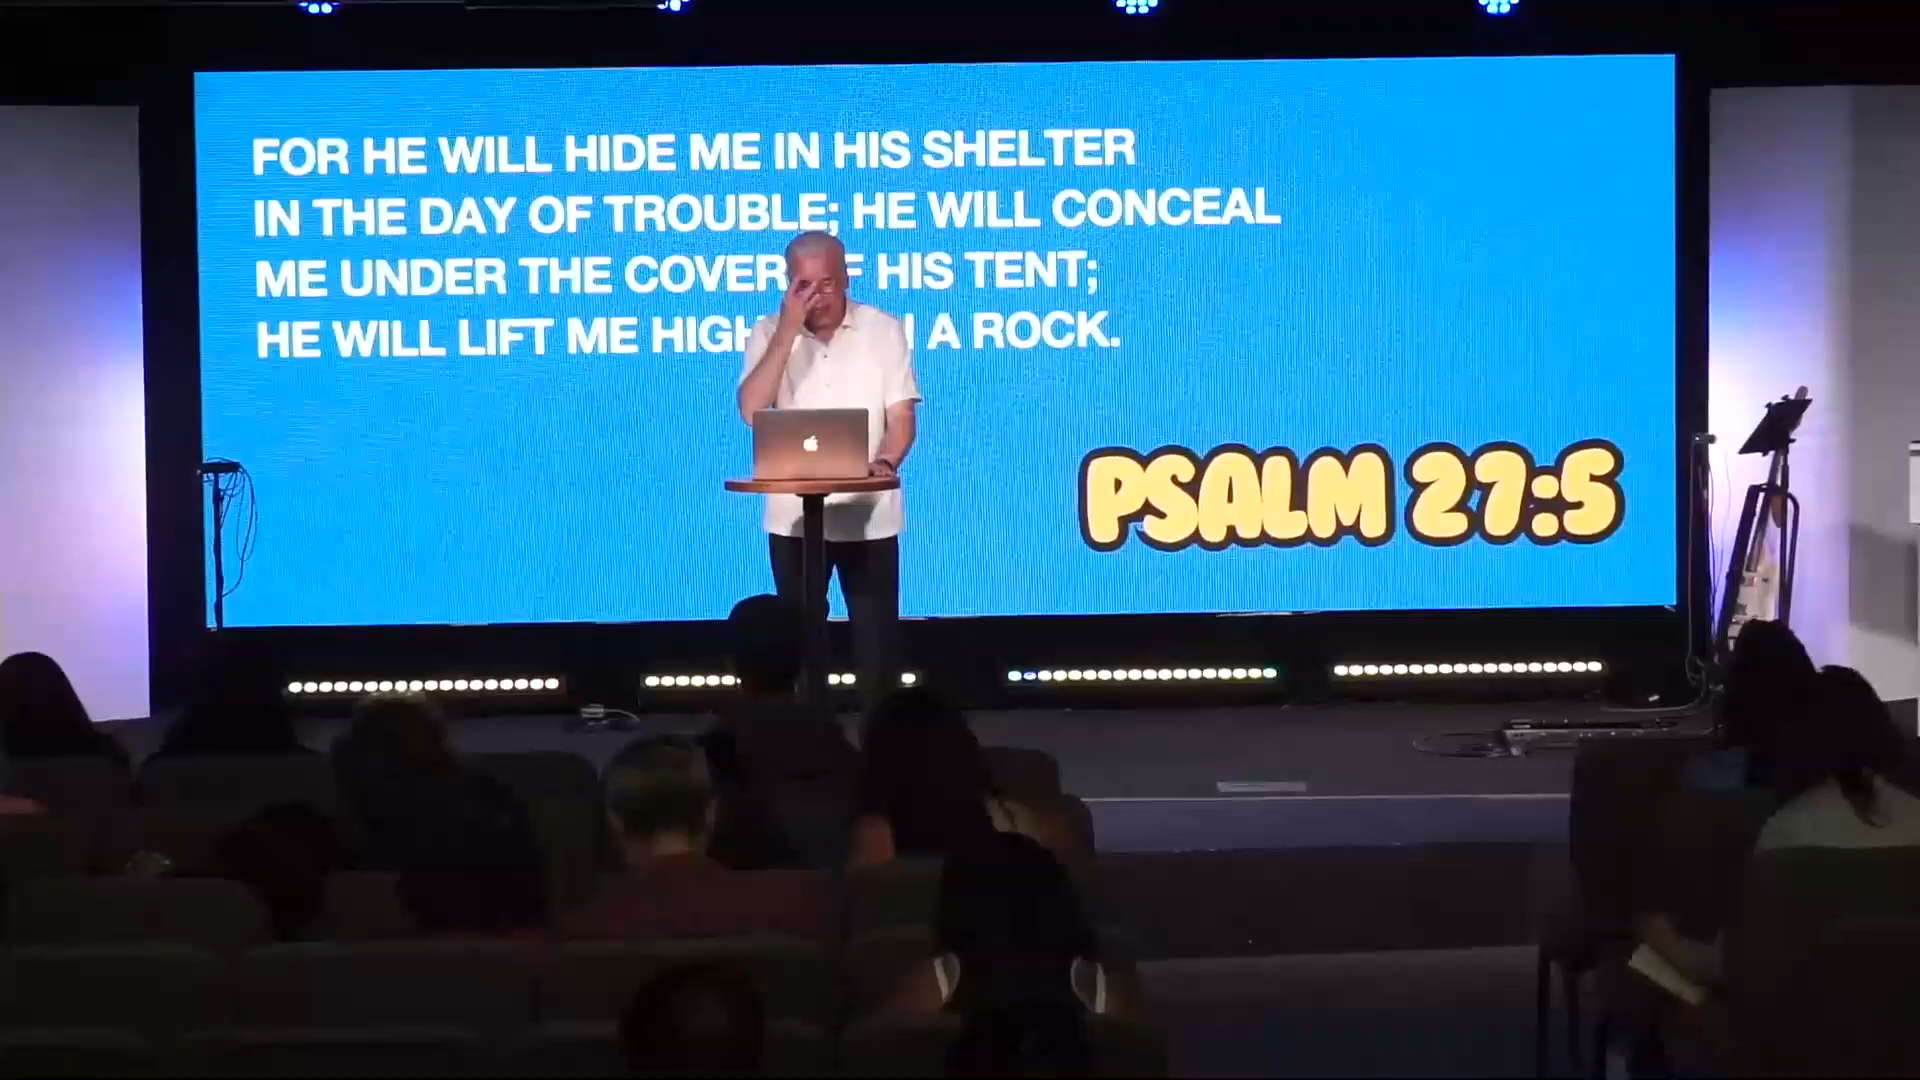 FOR HE WILL HIDE ME IN HIS SHELTER
IN THE DAY OF TROUBLE; HE WILL CONCEAL
ME UNDER THE COVER HIS TENT;
HE WILL LIFT ME HIGH A ROCK.
PSALM 27:5